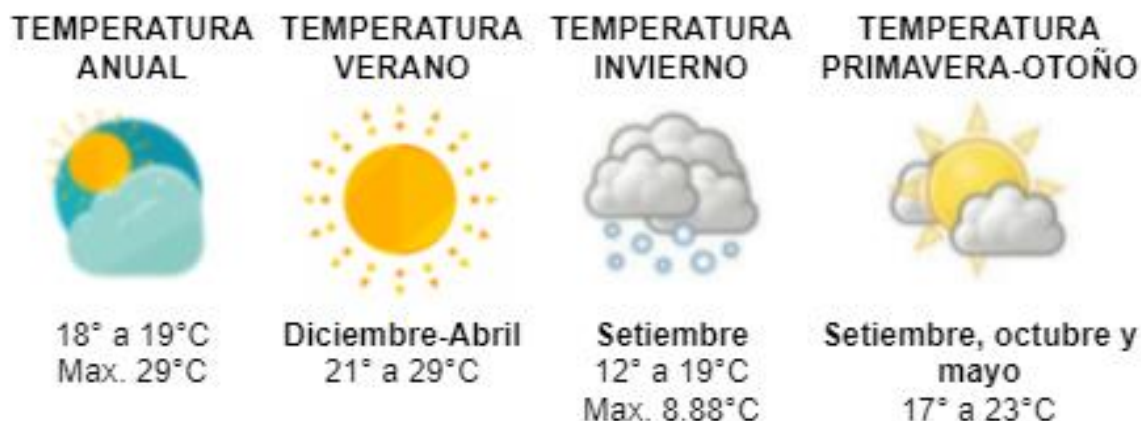 TEMPERATURA
ANUAL
18° a 19°C
Max. 29°C
TEMPERATURA
VERANO
Diciembre-Abril
21° a 29°C
TEMPERATURA
INVIERNO
Setiembre
12° a 19°C
Max. 8.88°C
TEMPERATURA
PRIMAVERA-OTOÑO
Setiembre, octubre y
mayo
17° a 23°C